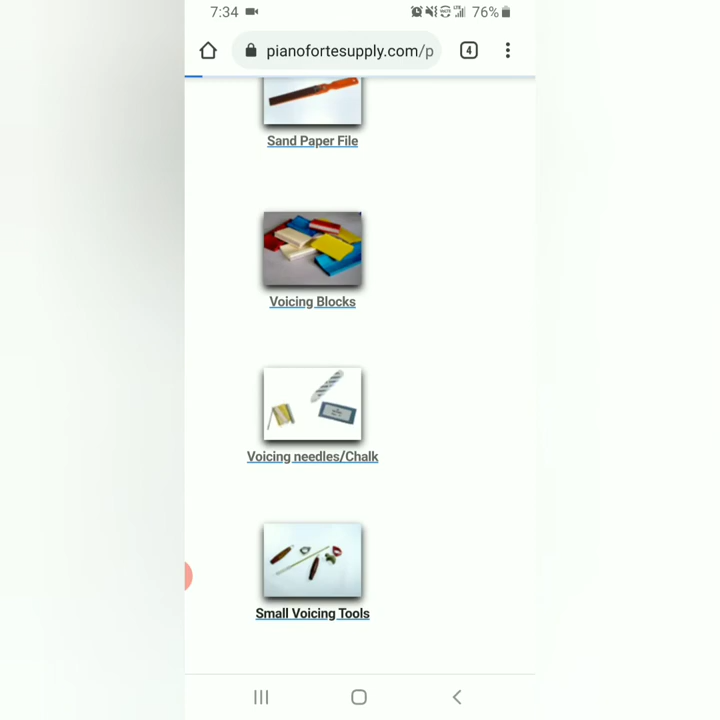 7:34
76%
pianofortesupply.com/p
4
Sand Paper File
Voicing Blocks
Voicing needles/Chalk
Small Voicing Tools